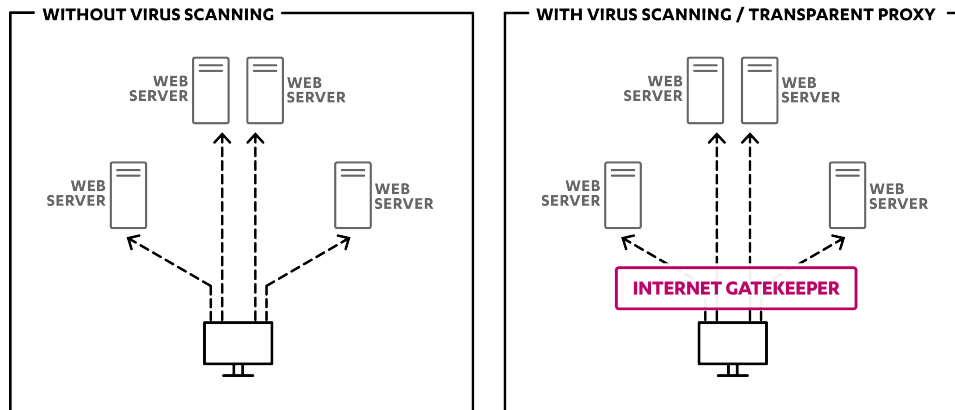 WITHOUT VIRUS SCANNING
WEB
SERVER
WEB
SERVER
WEB
SERVER
WEB
SERVER
WITH VIRUS SCANNING / TRANSPARENT PROXY
WEB
SERVER
WEB
SERVER
WEB
SERVER
WEB
SERVER
INTERNET GATEKEEPER